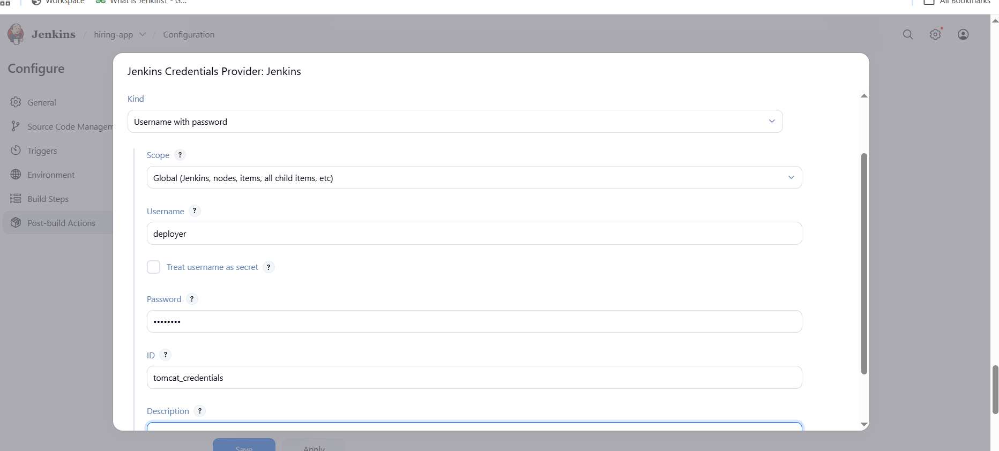 Workspace What is Jenkins? - G... All Bookmarks
Jenkins / hiring-app / Configuration
Configure
General
Source Code Managem
Triggers
Environment
Build Steps
Post-build Actions
Jenkins Credentials Provider: Jenkins
Kind
Username with password
Scope ?
Global (Jenkins, nodes, items, all child items, etc)
Username ?
deployer
Treat username as secret ?
Password ?
••••••••
ID ?
tomcat_credentials
Description ?
Save Apply